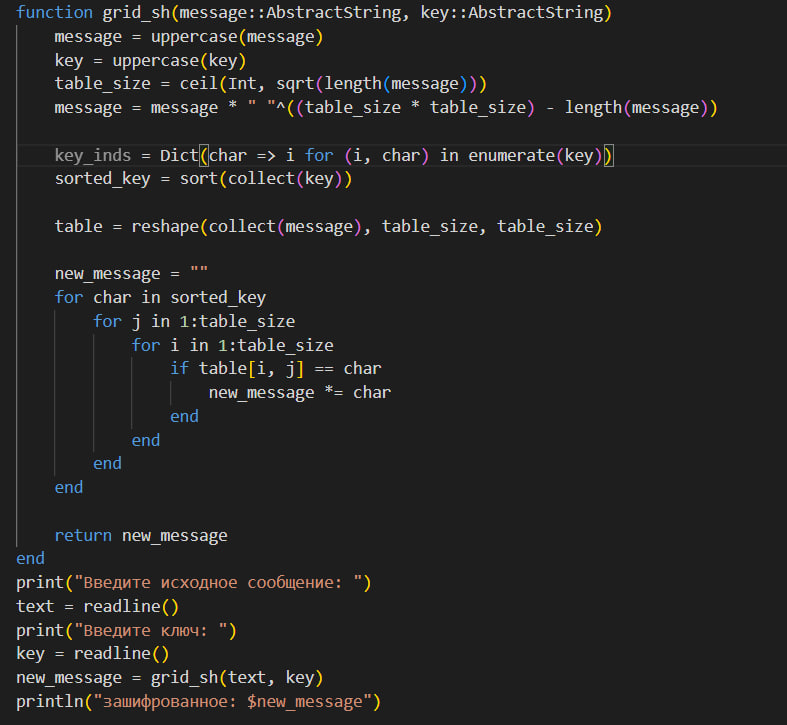 function grid_sh(message::AbstractString, key::AbstractString)
    message = uppercase(message)
    key = uppercase(key)
    table_size = ceil(Int, sqrt(length(message)))
    message = message * " "^((table_size * table_size) - length(message))
    key_inds = Dict(char => i for (i, char) in enumerate(key))
    sorted_key = sort(collect(key))
    table = reshape(collect(message), table_size, table_size)
    new_message = ""
    for char in sorted_key
        for j in 1:table_size
            for i in 1:table_size
                if table[i, j] == char
                    new_message *= char
                end
            end
        end
    end
    return new_message
end
print("Введите исходное сообщение: ")
text = readline()
print("Введите ключ: ")
key = readline()
new_message = grid_sh(text, key)
println("зашифрованное: $new_message")